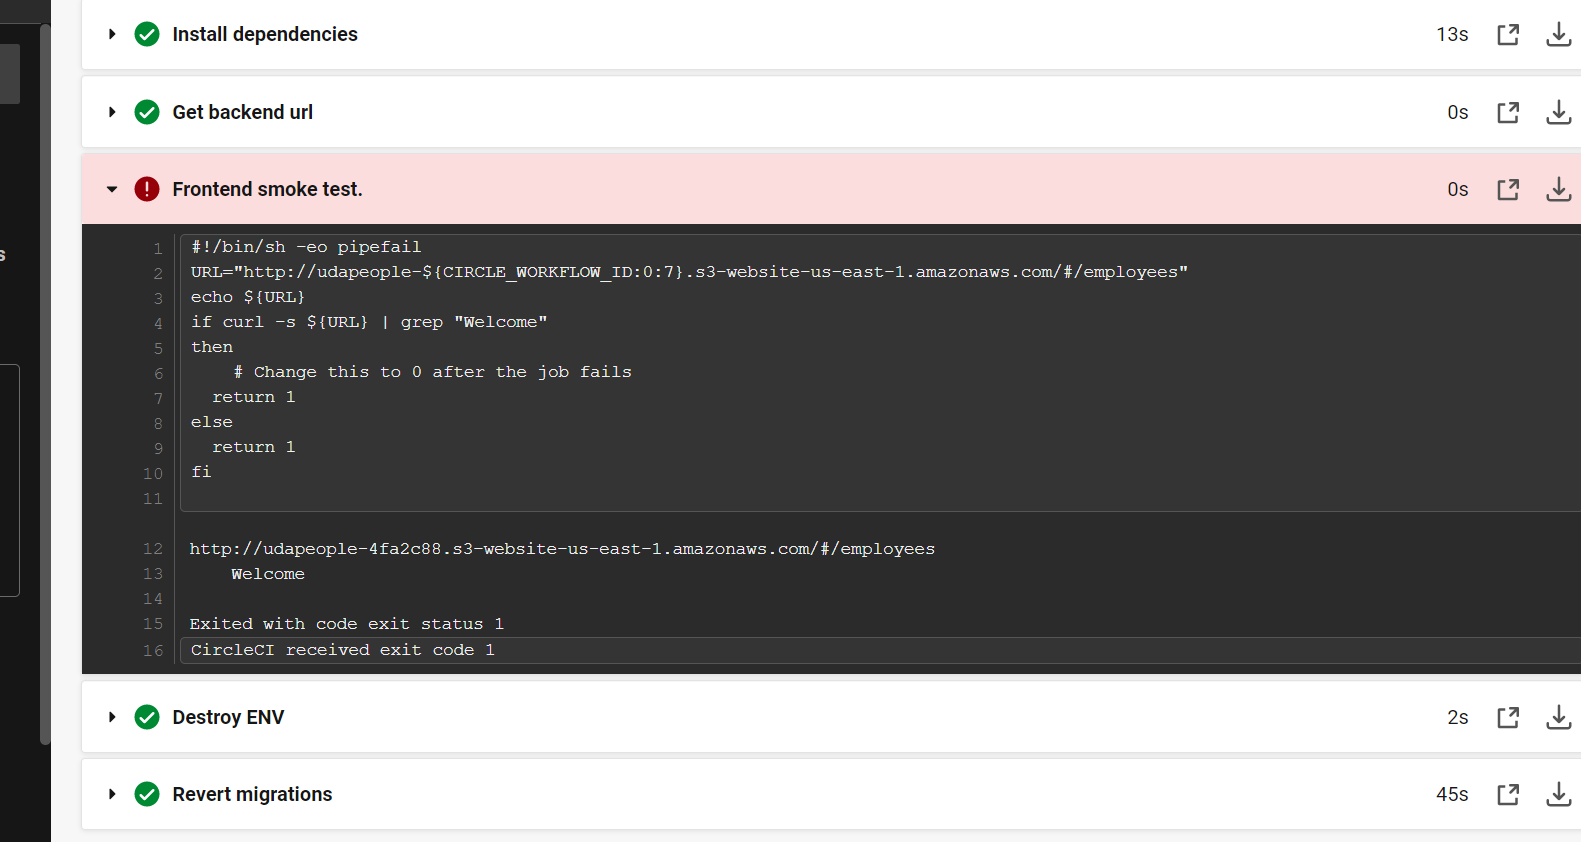 Install dependencies 13s
Get backend url 0s
Frontend smoke test. 0s
s
1 #!/bin/sh -eo pipefail
2 URL="http://udapeople-${CIRCLE_WORKFLOW_ID:0:7}.s3-website-us-east-1.amazonaws.com/#/employees"
3 echo ${URL}
4 if curl -s ${URL} | grep "Welcome"
5 then
6     # Change this to 0 after the job fails
7   return 1
8 else
9   return 1
10 fi
11
12 http://udapeople-4fa2c88.s3-website-us-east-1.amazonaws.com/#/employees
13     Welcome
14
15 Exited with code exit status 1
16 CircleCI received exit code 1
Destroy ENV 2s
Revert migrations 45s